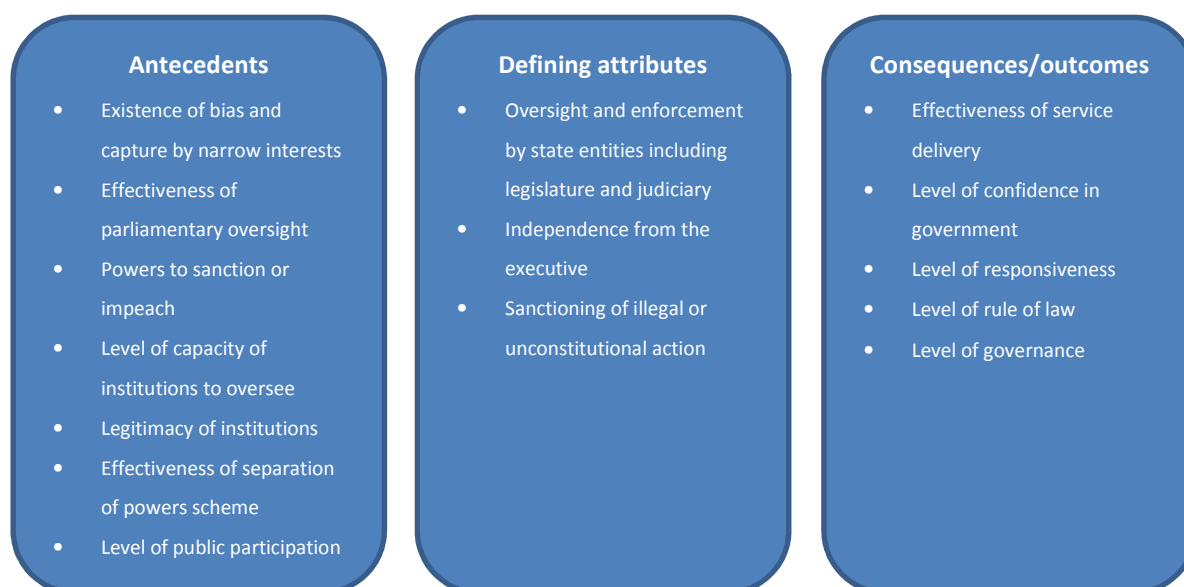 Antecedents
• Existence of bias and
capture by narrow interests
• Effectiveness of
parliamentary oversight
• Powers to sanction or
impeach
• Level of capacity of
institutions to oversee
• Legitimacy of institutions
• Effectiveness of separation
of powers scheme
• Level of public participation
Defining attributes
• Oversight and enforcement
by state entities including
legislature and judiciary
• Independence from the
executive
• Sanctioning of illegal or
unconstitutional action
Consequences/outcomes
• Effectiveness of service
delivery
• Level of confidence in
government
• Level of responsiveness
• Level of rule of law
• Level of governance